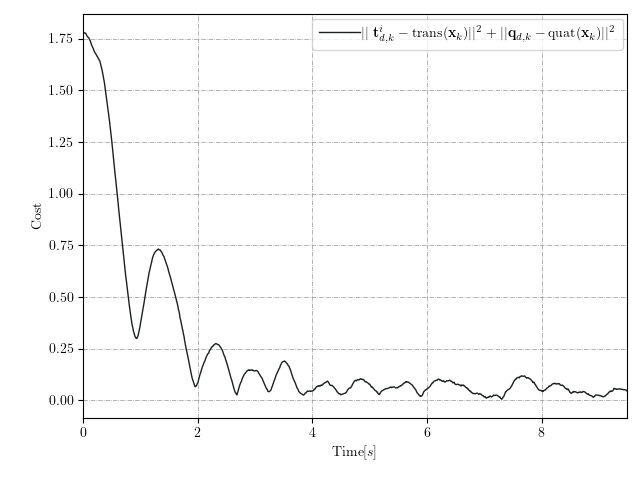 || t^i_{d,k} − trans(x_k)||^2 + ||q_{d,k} − quat(x_k)||^2
1.75
1.50
1.25
1.00
0.75
0.50
0.25
0.00
Cost
0 2 4 6 8
Time[s]